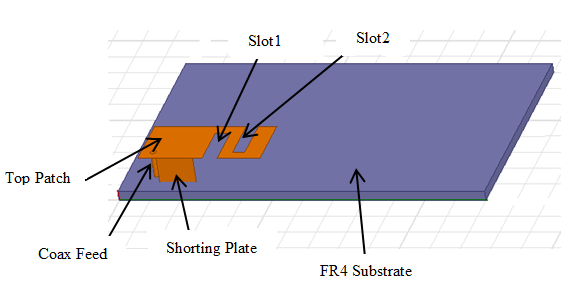 Slot1
Slot2
Top Patch
Coax Feed
Shorting Plate
FR4 Substrate